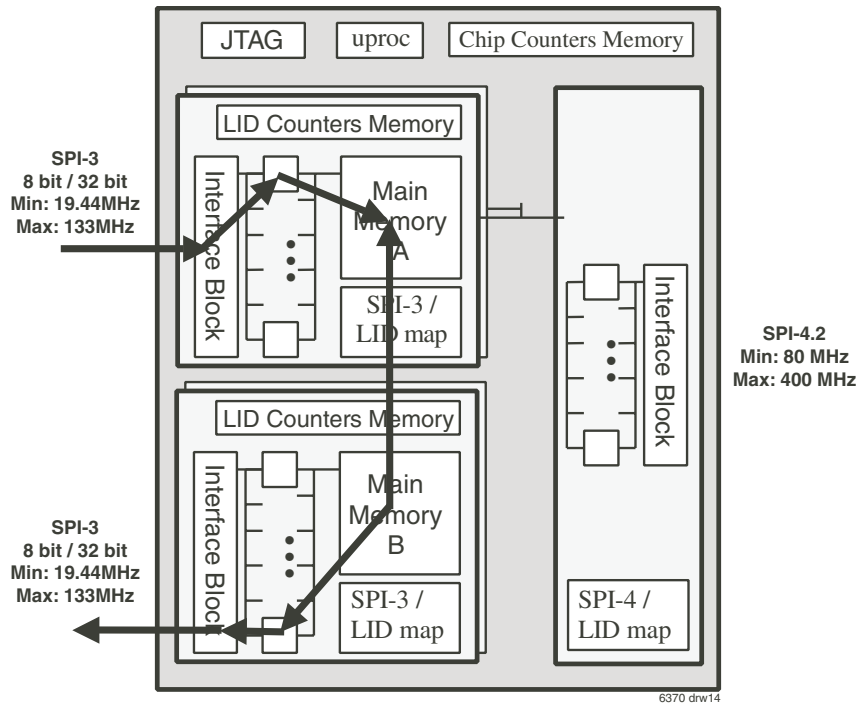 JTAG
uproc
Chip Counters Memory
LID Counters Memory
SPI-3
8 bit / 32 bit
Min: 19.44MHz
Max: 133MHz
Interface Block
Main
Memory
A
SPI-3 /
LID map
LID Counters Memory
SPI-3
8 bit / 32 bit
Min: 19.44MHz
Max: 133MHz
Interface Block
Main
Memory
B
SPI-3 /
LID map
Interface Block
SPI-4.2
Min: 80 MHz
Max: 400 MHz
SPI-4 /
LID map
6370 drw14